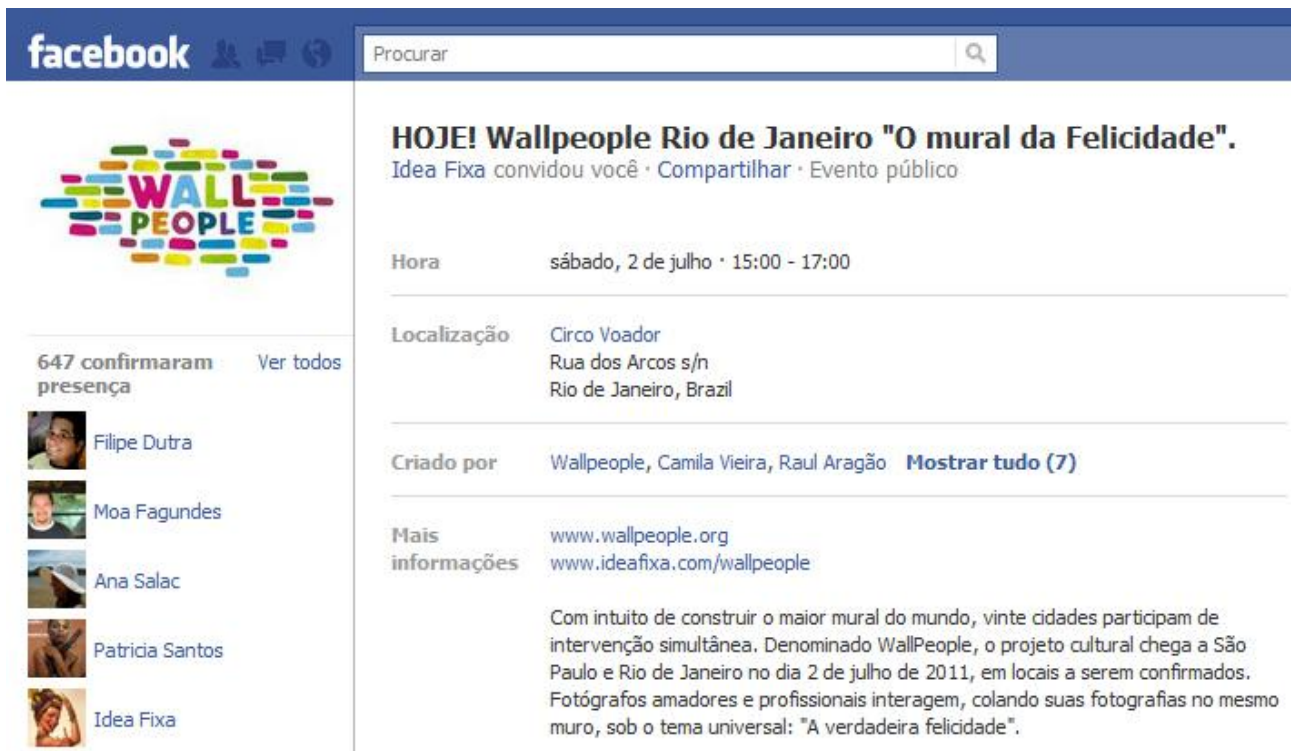 facebook
Procurar
WALL
PEOPLE
647 confirmaram Ver todos
presença
Filipe Dutra
Moa Fagundes
Ana Salac
Patricia Santos
Idea Fixa
HOJE! Wallpeople Rio de Janeiro "O mural da Felicidade".
Idea Fixa convidou você · Compartilhar · Evento público
Hora sábado, 2 de julho · 15:00 - 17:00
Localização Circo Voador
Rua dos Arcos s/n
Rio de Janeiro, Brazil
Criado por Wallpeople, Camila Vieira, Raul Aragão Mostrar tudo (7)
Mais www.wallpeople.org
informações www.ideafixa.com/wallpeople
Com intuito de construir o maior mural do mundo, vinte cidades participam de
intervenção simultânea. Denominado WallPeople, o projeto cultural chega a São
Paulo e Rio de Janeiro no dia 2 de julho de 2011, em locais a serem confirmados.
Fotógrafos amadores e profissionais interagem, colando suas fotografias no mesmo
muro, sob o tema universal: "A verdadeira felicidade".